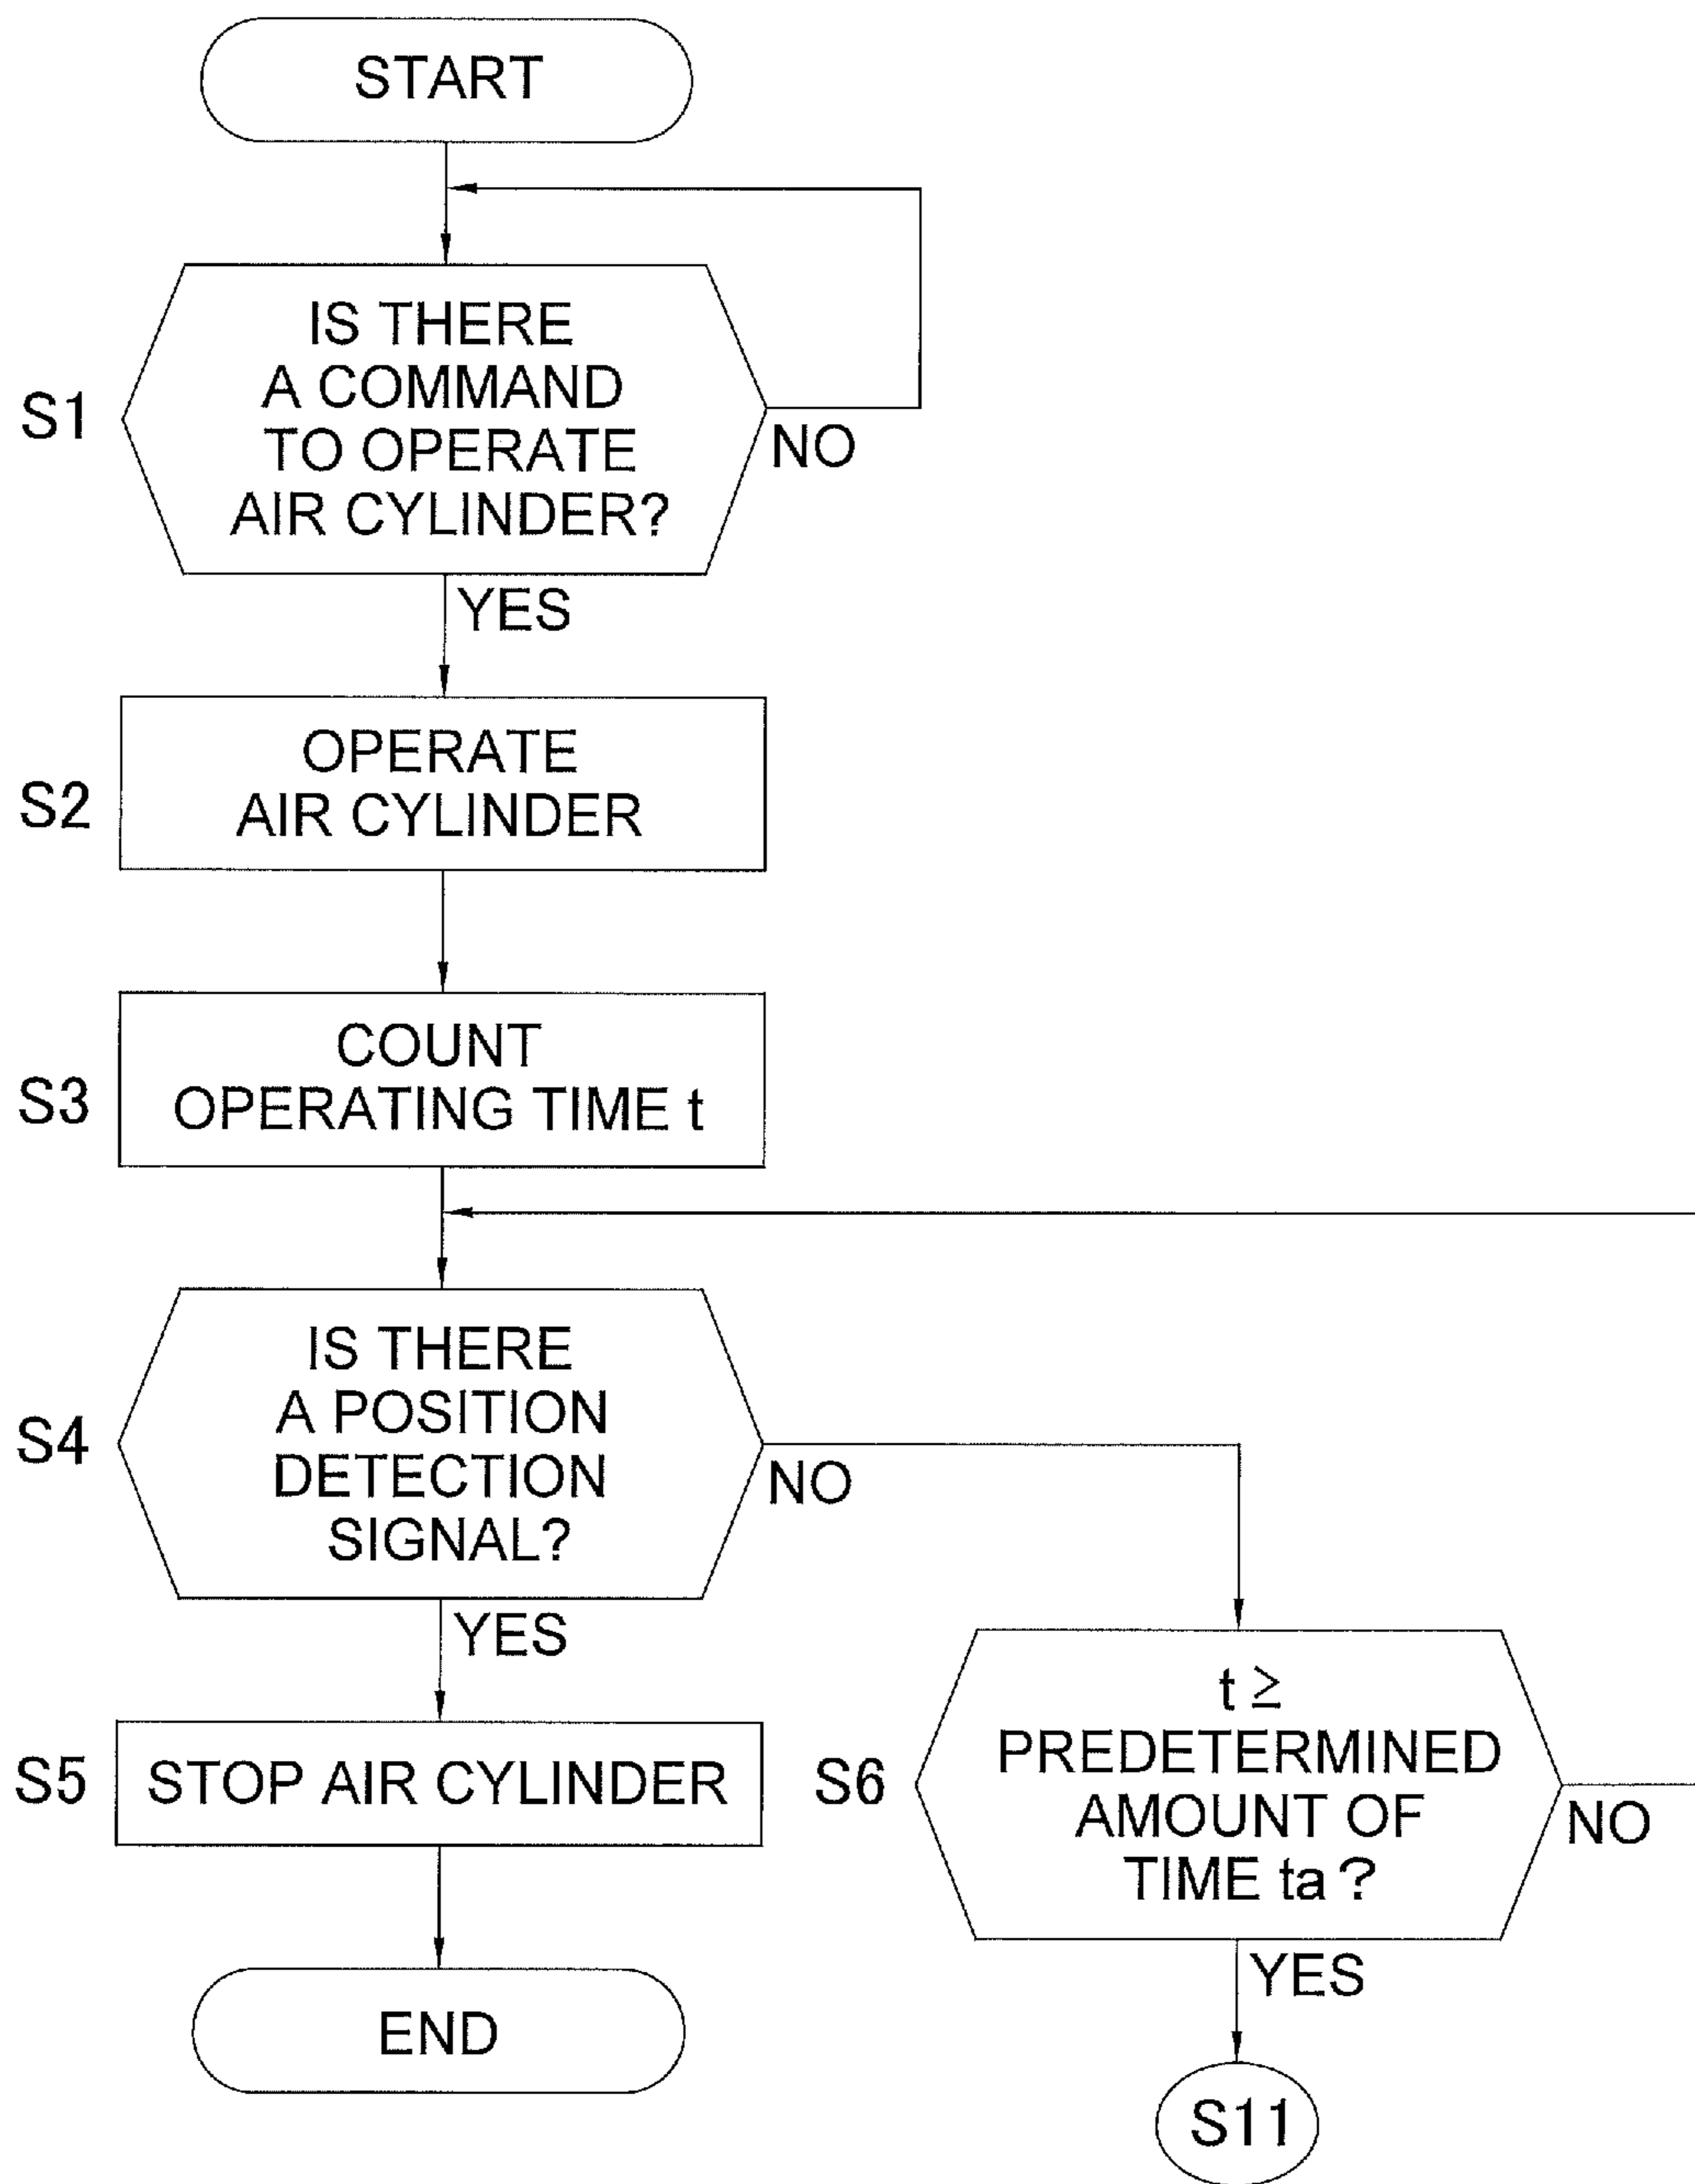 START
S1
IS THERE
A COMMAND
TO OPERATE
AIR CYLINDER?
NO
YES
S2
OPERATE
AIR CYLINDER
S3
COUNT
OPERATING TIME t
S4
IS THERE
A POSITION
DETECTION
SIGNAL?
NO
YES
S5
STOP AIR CYLINDER
S6
t ≥
PREDETERMINED
AMOUNT OF
TIME ta ?
NO
YES
END
S11